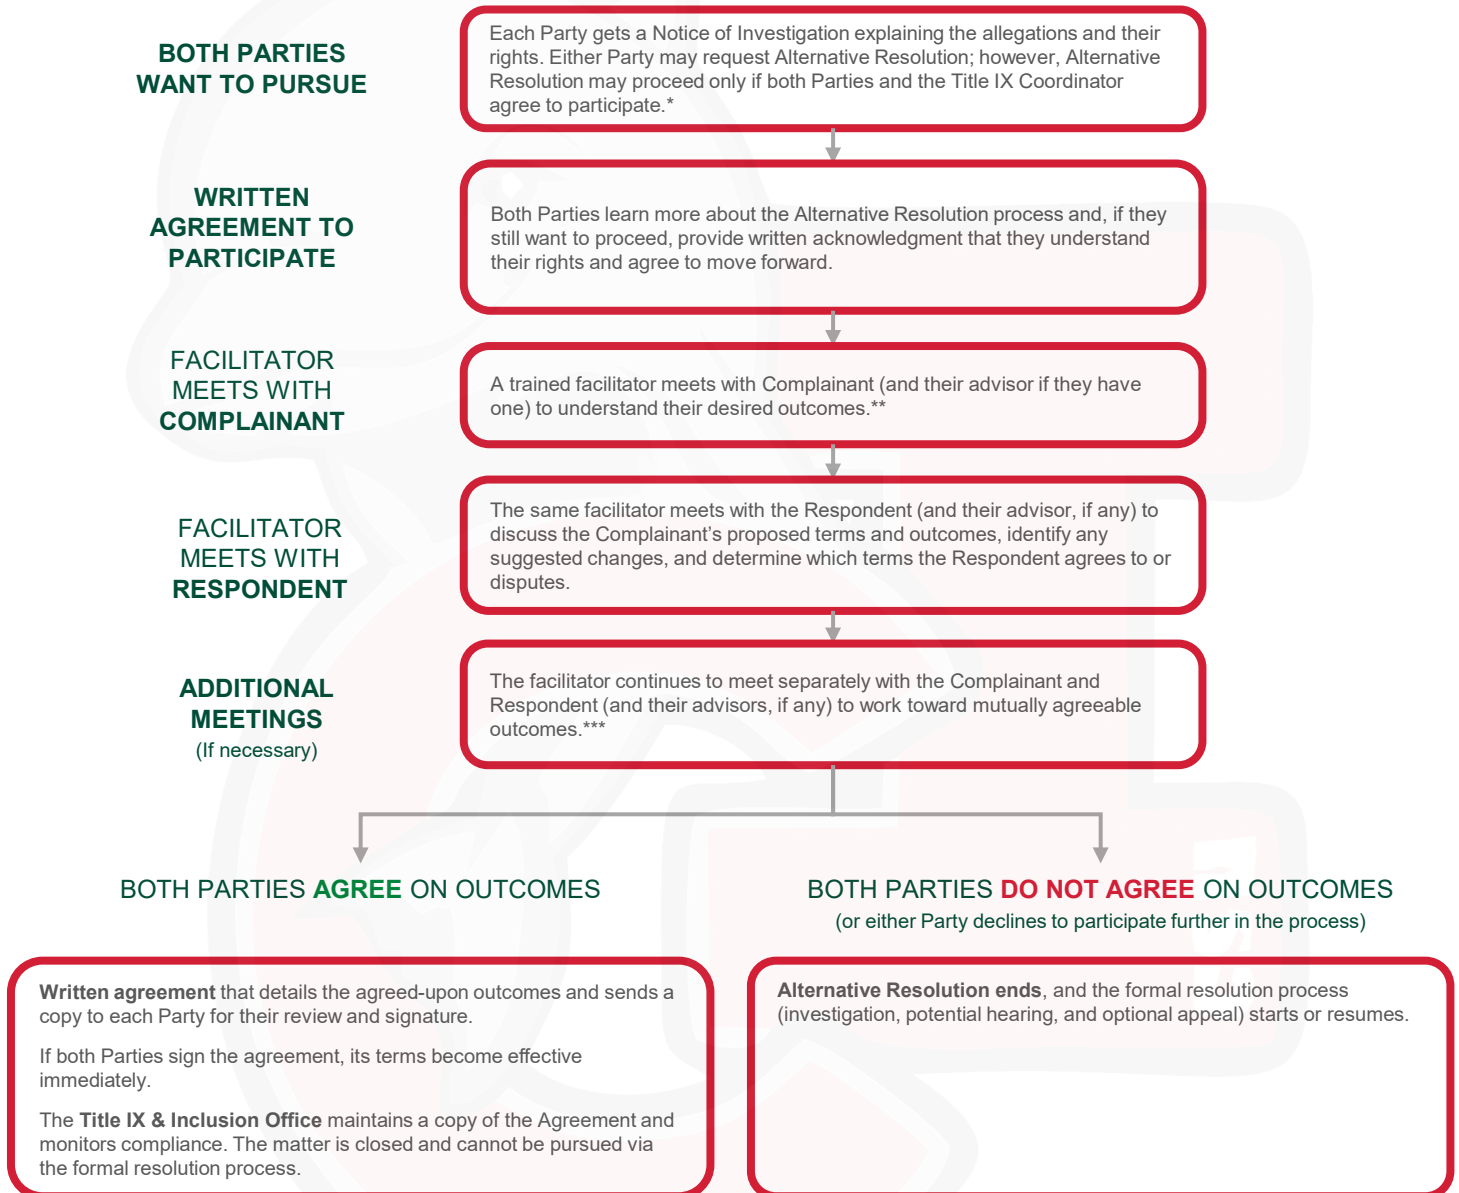 BOTH PARTIES
WANT TO PURSUE
Each Party gets a Notice of Investigation explaining the allegations and their
rights. Either Party may request Alternative Resolution; however, Alternative
Resolution may proceed only if both Parties and the Title IX Coordinator
agree to participate.*
WRITTEN
AGREEMENT TO
PARTICIPATE
Both Parties learn more about the Alternative Resolution process and, if they
still want to proceed, provide written acknowledgment that they understand
their rights and agree to move forward.
FACILITATOR
MEETS WITH
COMPLAINANT
A trained facilitator meets with Complainant (and their advisor if they have
one) to understand their desired outcomes.**
FACILITATOR
MEETS WITH
RESPONDENT
The same facilitator meets with the Respondent (and their advisor, if any) to
discuss the Complainant’s proposed terms and outcomes, identify any
suggested changes, and determine which terms the Respondent agrees to or
disputes.
ADDITIONAL
MEETINGS
(If necessary)
The facilitator continues to meet separately with the Complainant and
Respondent (and their advisors, if any) to work toward mutually agreeable
outcomes.***
BOTH PARTIES AGREE ON OUTCOMES
Written agreement that details the agreed-upon outcomes and sends a
copy to each Party for their review and signature.
If both Parties sign the agreement, its terms become effective
immediately.
The Title IX & Inclusion Office maintains a copy of the Agreement and
monitors compliance. The matter is closed and cannot be pursued via
the formal resolution process.
BOTH PARTIES DO NOT AGREE ON OUTCOMES
(or either Party declines to participate further in the process)
Alternative Resolution ends, and the formal resolution process
(investigation, potential hearing, and optional appeal) starts or resumes.